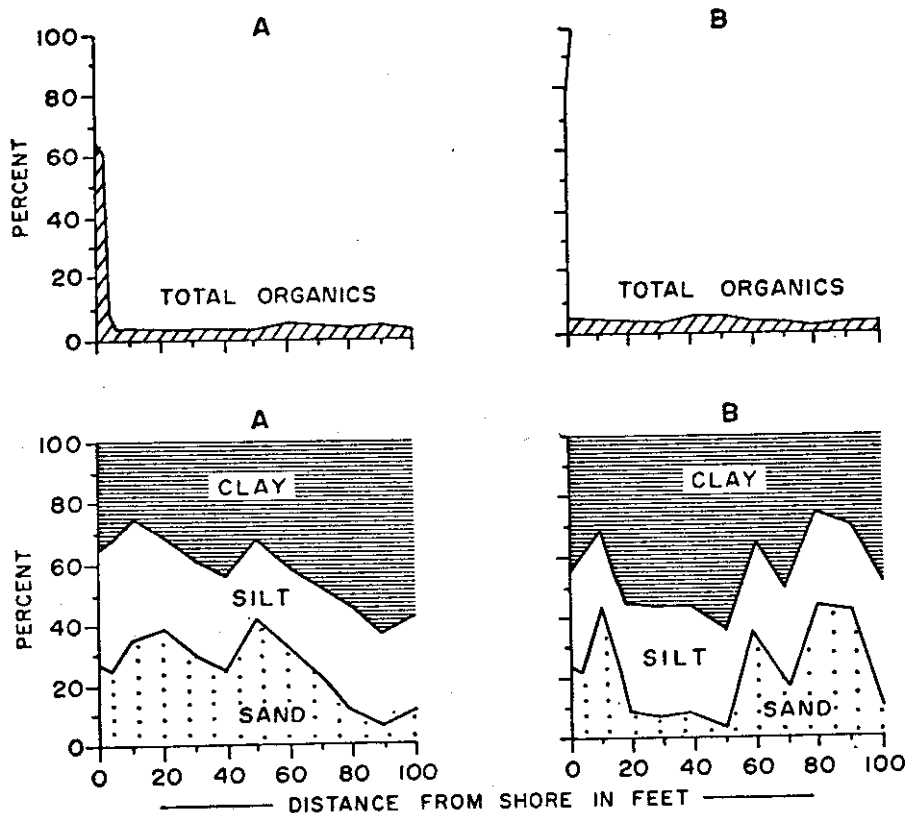 A
B
100
80
60
40
20
0
PERCENT
TOTAL ORGANICS
TOTAL ORGANICS
A
B
100
80
60
40
20
0
PERCENT
CLAY
SILT
SAND
CLAY
SILT
SAND
0 20 40 60 80 100
0 20 40 60 80 100
DISTANCE FROM SHORE IN FEET